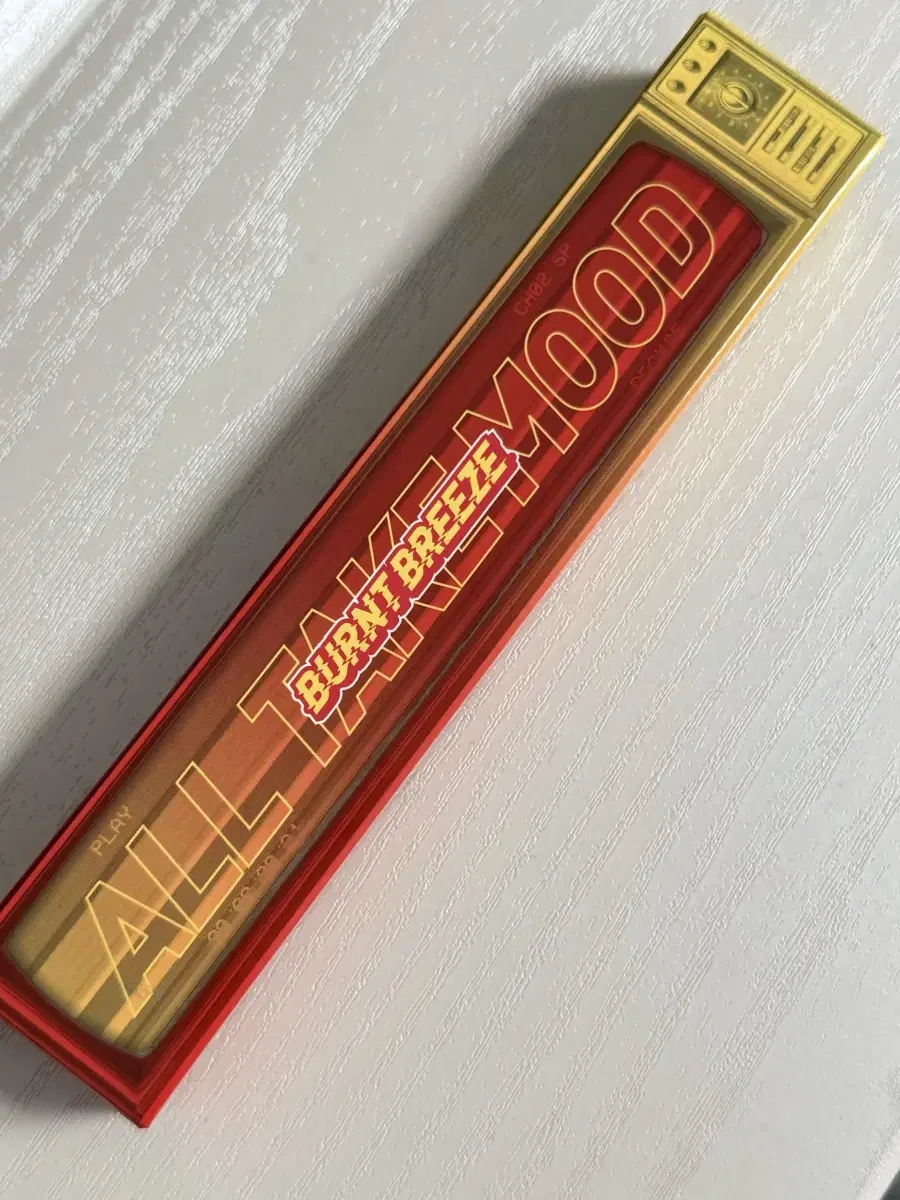 CH02 SP
ALL TAKE MOOD
BURNT BREEZE
PLAY